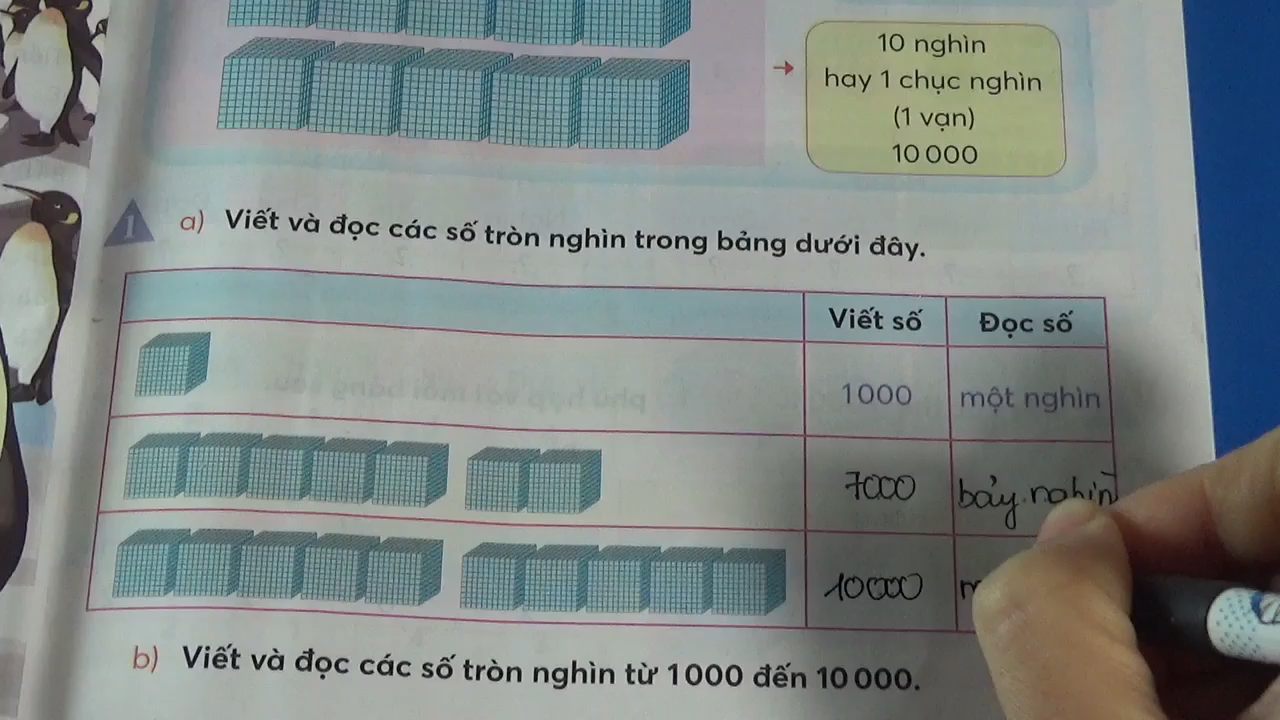 10 nghìn
hay 1 chục nghìn
(1 vạn)
10 000
1 a) Viết và đọc các số tròn nghìn trong bảng dưới đây.
Viết số Đọc số
1000 một nghìn
7000 bảy nghìn
10000
b) Viết và đọc các số tròn nghìn từ 1000 đến 10 000.